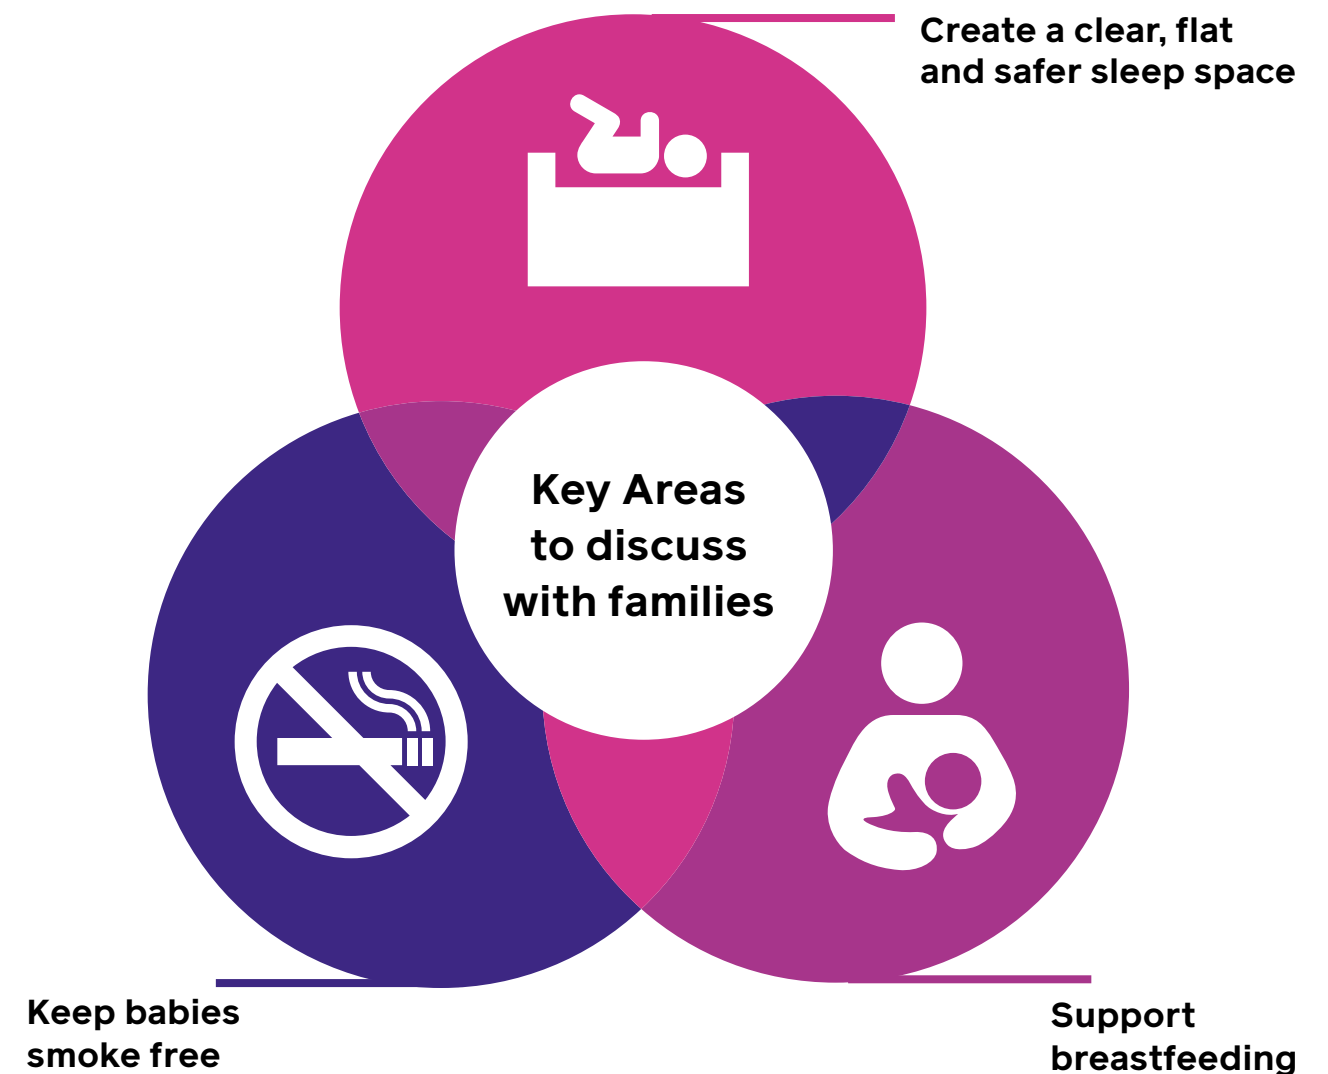 Create a clear, flat
and safer sleep space
Key Areas
to discuss
with families
Keep babies
smoke free
Support
breastfeeding